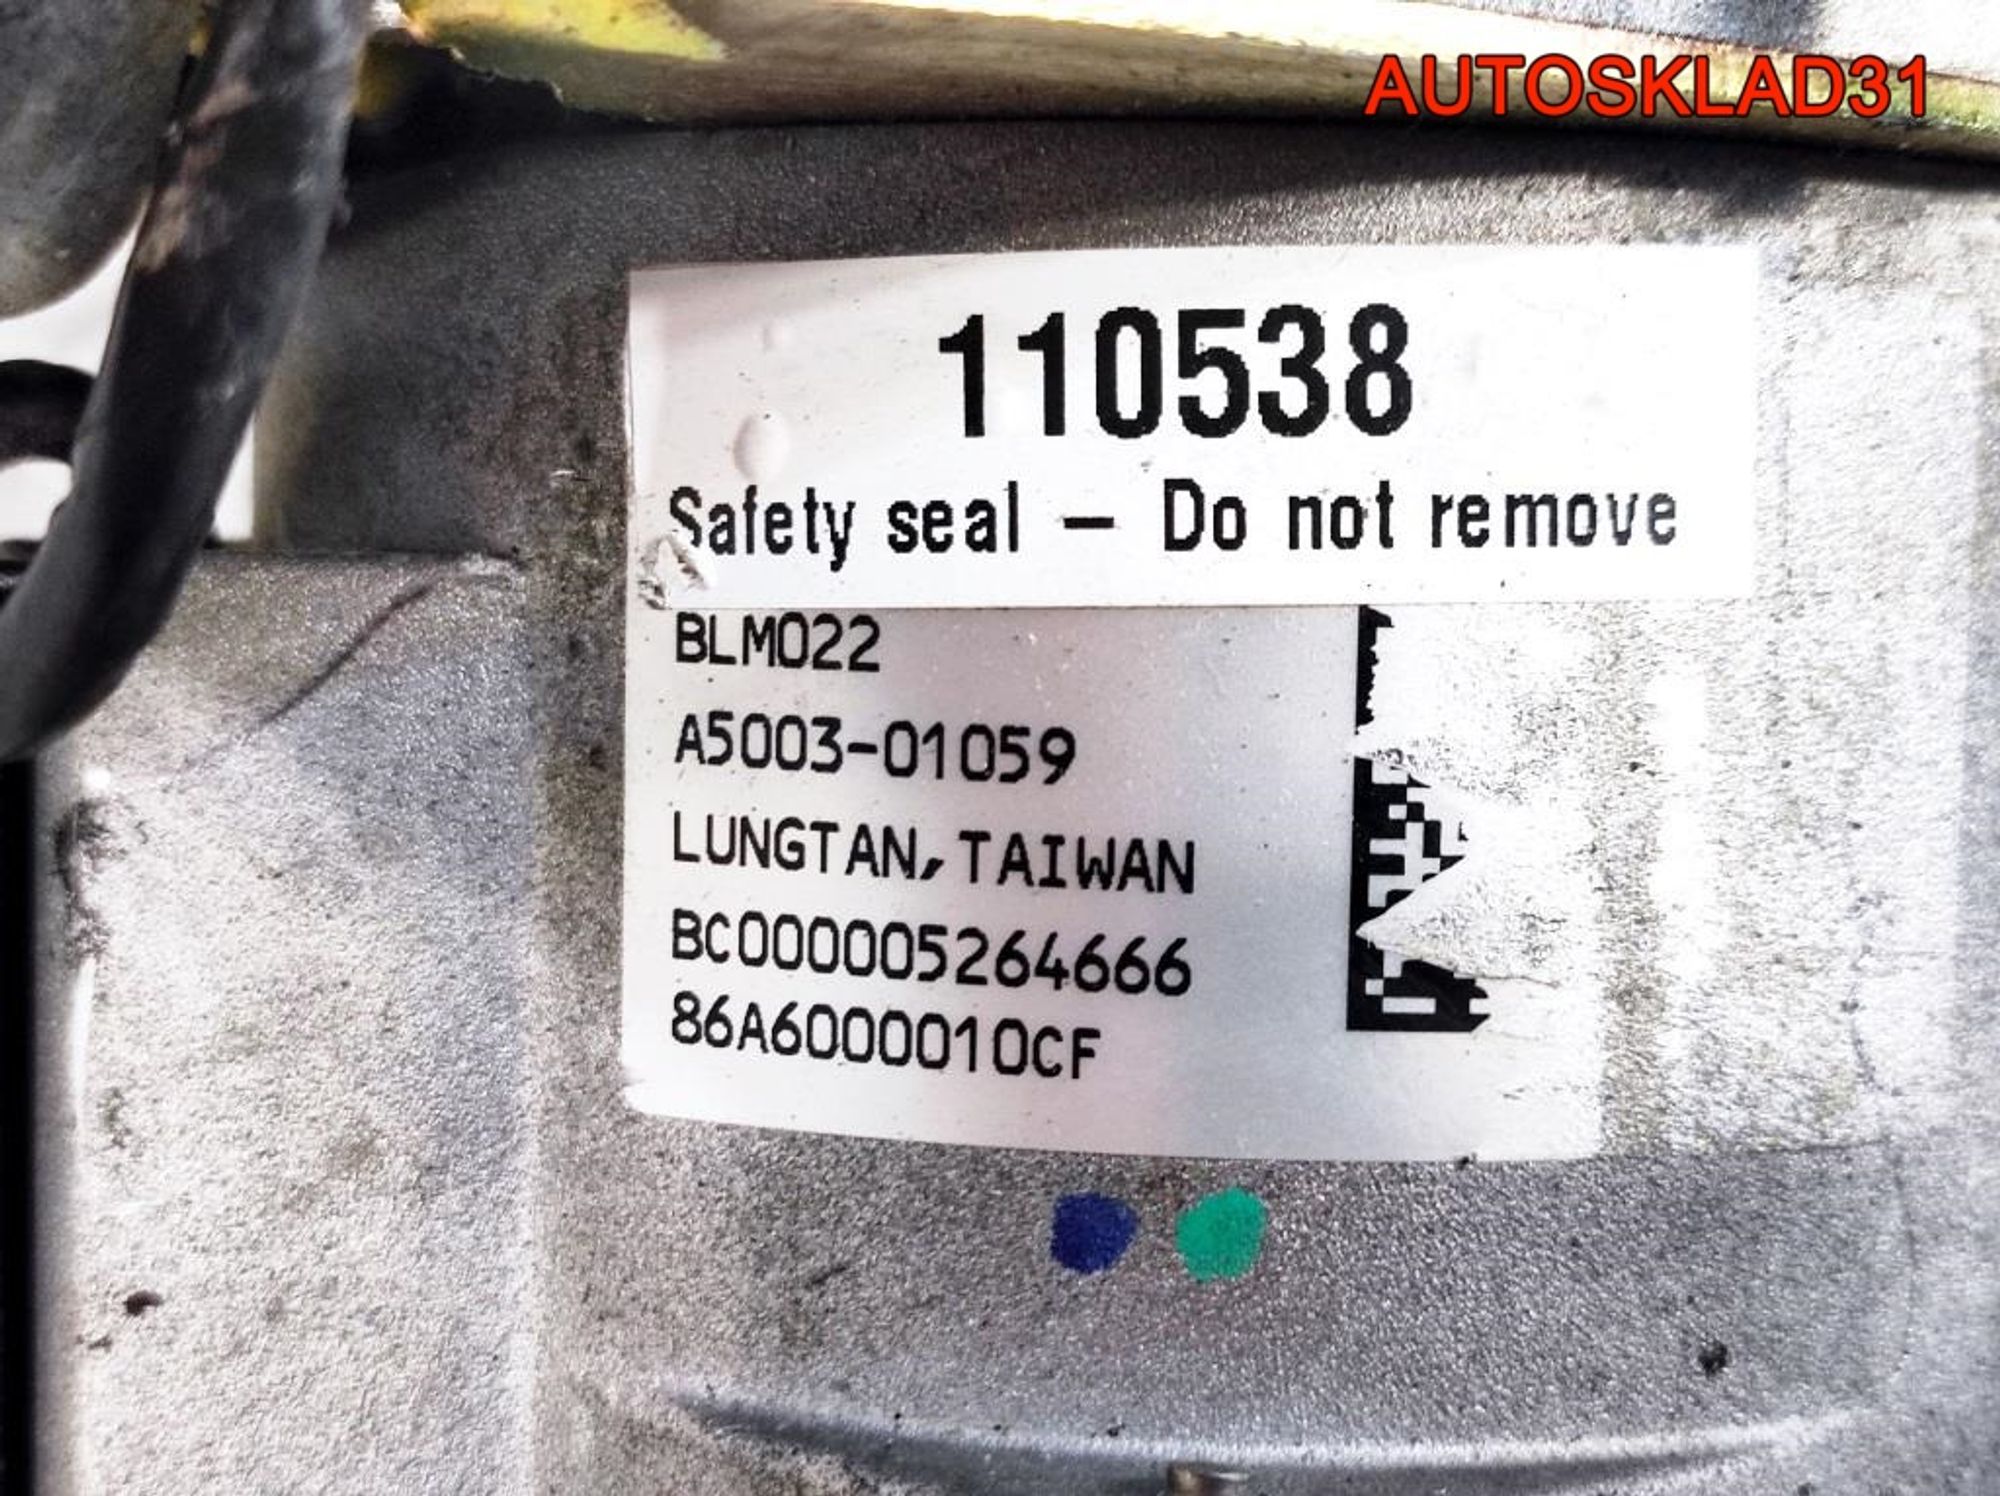 AUTOSKLAD31
110538
Safety seal - Do not remove
BLM022
A5003-01059
LUNGTAN,TAIWAN
BC000005264666
86A6000010CF